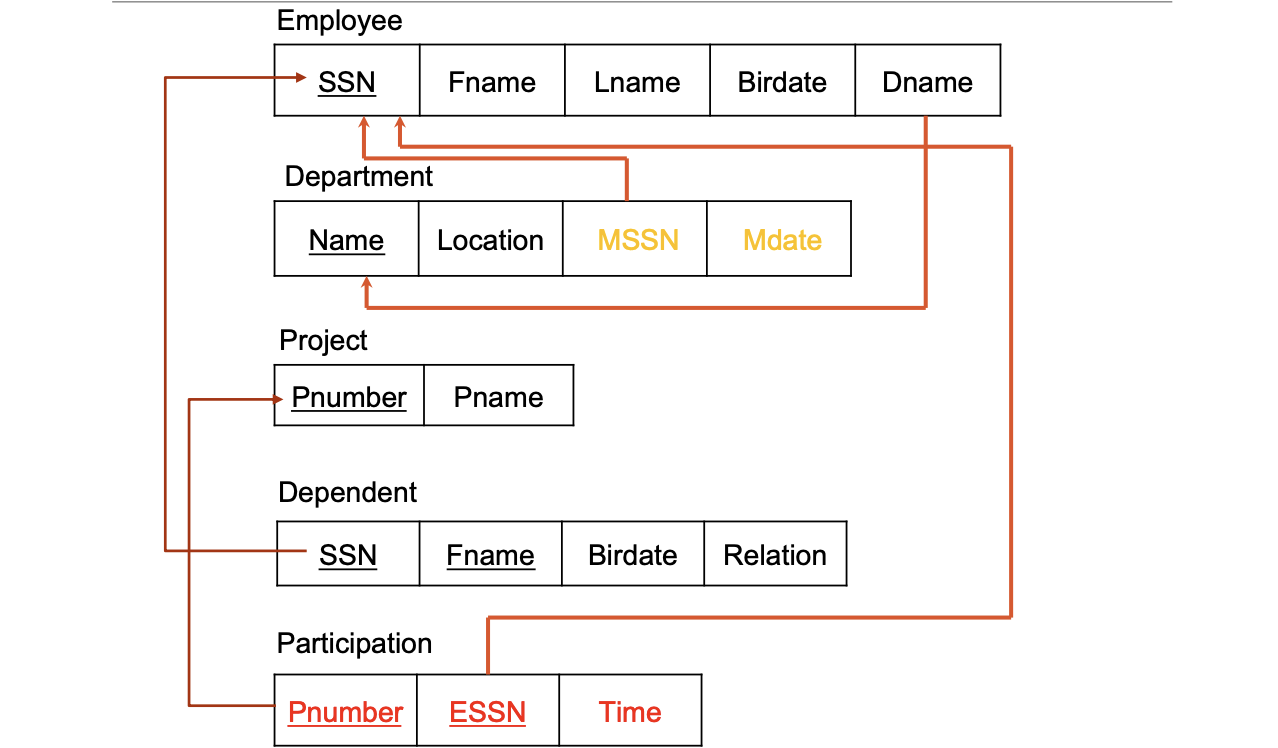 Employee
SSN Fname Lname Birdate Dname
Department
Name Location MSSN Mdate
Project
Pnumber Pname
Dependent
SSN Fname Birdate Relation
Participation
Pnumber ESSN Time